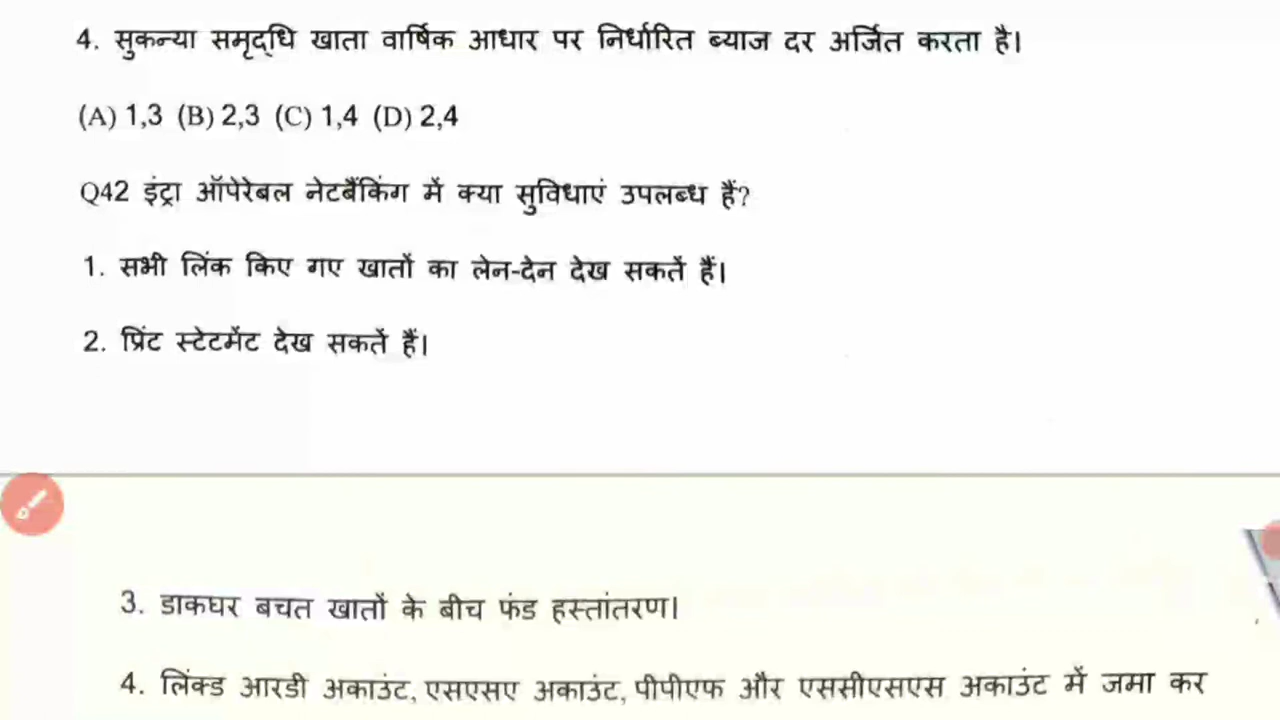 4. सुकन्या समृद्धि खाता वार्षिक आधार पर निर्धारित ब्याज दर अर्जित करता है।
(A) 1,3 (B) 2,3 (C) 1,4 (D) 2,4
Q42 इंट्रा ऑपेरेबल नेटबैंकिंग में क्या सुविधाएं उपलब्ध हैं?
1. सभी लिंक किए गए खातों का लेन-देन देख सकतें हैं।
2. प्रिंट स्टेटमेंट देख सकतें हैं।
3. डाकघर बचत खातों के बीच फंड हस्तांतरण।
4. लिंक्ड आरडी अकाउंट, एसएसए अकाउंट, पीपीएफ और एससीएसएस अकाउंट में जमा कर